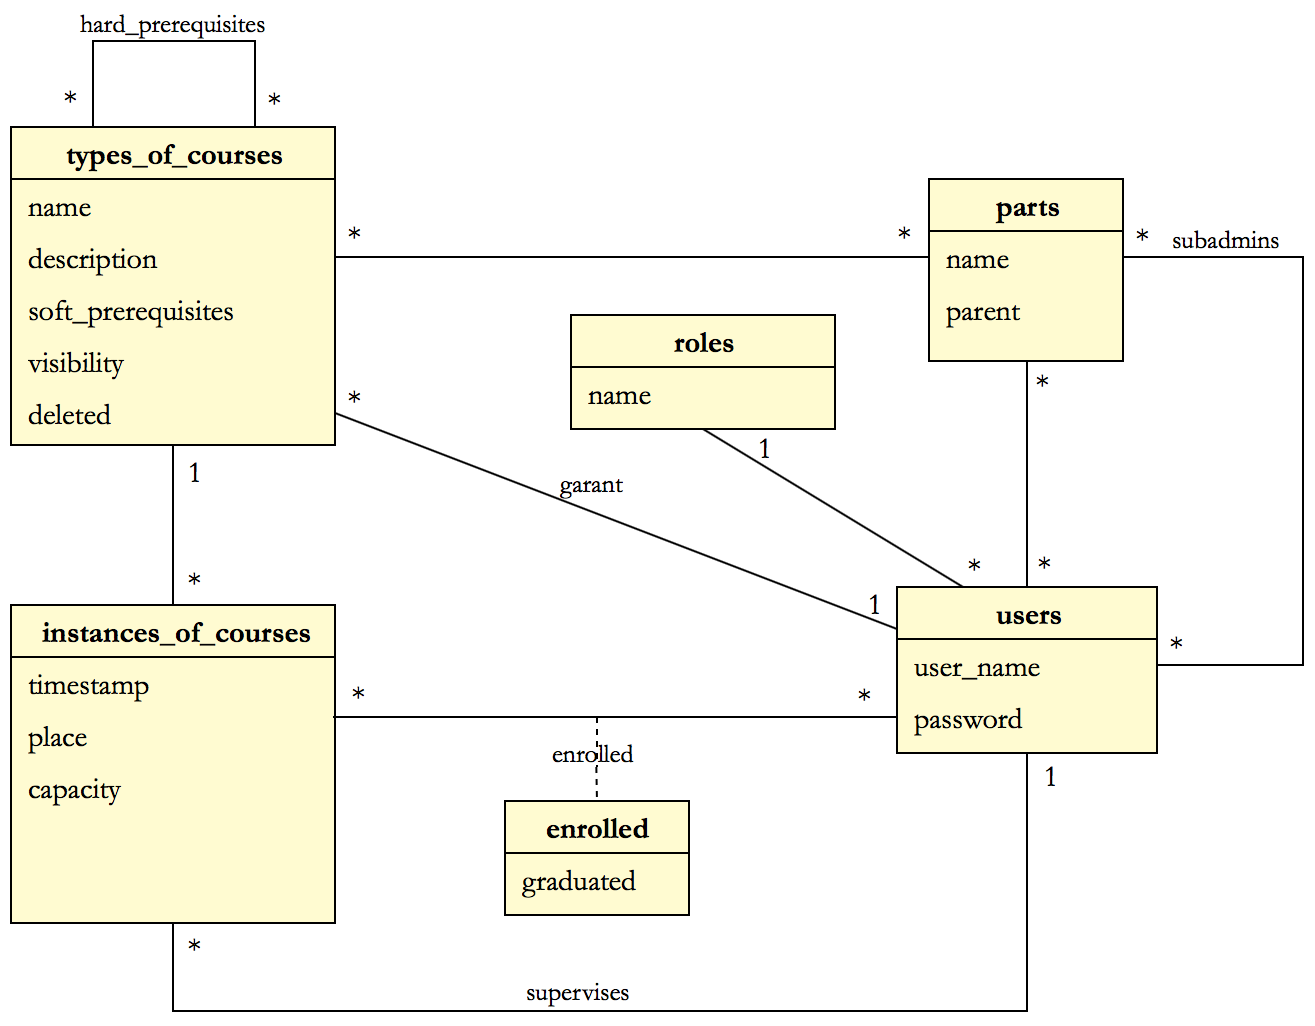 hard_prerequisites
* *
types_of_courses
name
description
soft_prerequisites
visibility
deleted
* *
parts
name
parent
* subadmins
roles
name
*
*
garant
1
1
*
*
*
1
*
instances_of_courses
timestamp
place
capacity
users
user_name
password
*
* *
enrolled
enrolled
graduated
1
*
supervises